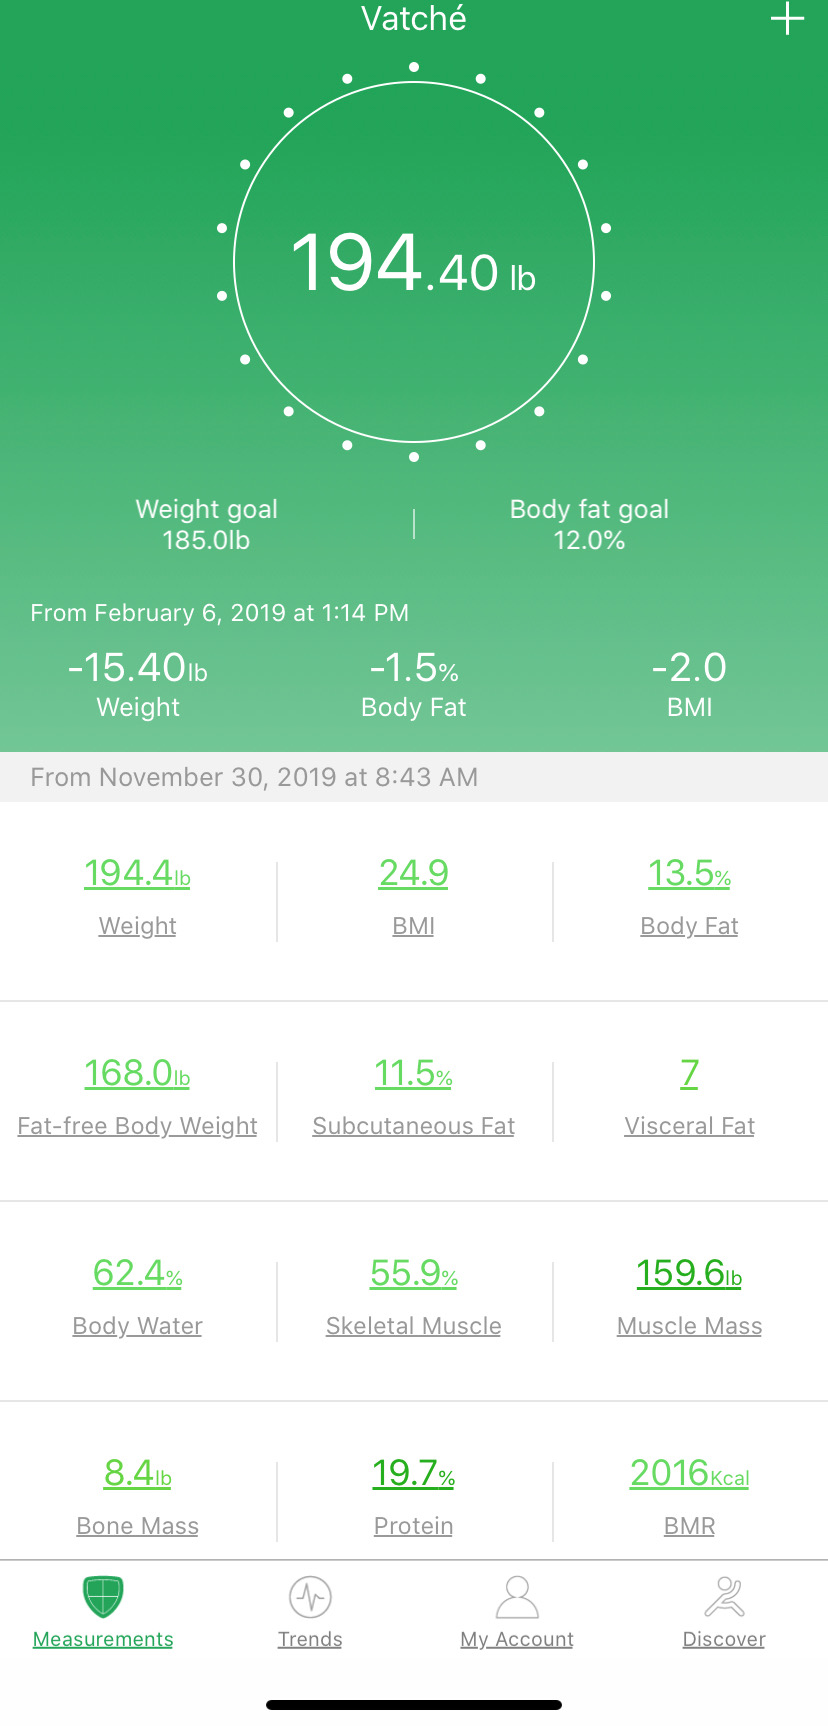 Vatché
194.40 lb
Weight goal
185.0lb
Body fat goal
12.0%
From February 6, 2019 at 1:14 PM
-15.40lb -1.5% -2.0
Weight Body Fat BMI
From November 30, 2019 at 8:43 AM
194.4lb 24.9 13.5%
Weight BMI Body Fat
168.0lb 11.5% 7
Fat-free Body Weight Subcutaneous Fat Visceral Fat
62.4% 55.9% 159.6lb
Body Water Skeletal Muscle Muscle Mass
8.4lb 19.7% 2016Kcal
Bone Mass Protein BMR
Measurements Trends My Account Discover